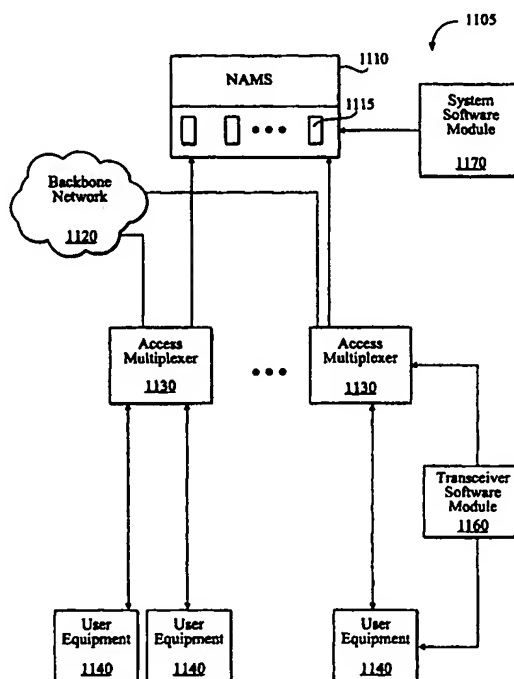 1105
1110
NAMS
1115
System
Software
Module
1170
Backbone
Network
1120
Access
Multiplexer
1130
Access
Multiplexer
1130
Transceiver
Software
Module
1160
User
Equipment
1140
User
Equipment
1140
User
Equipment
1140